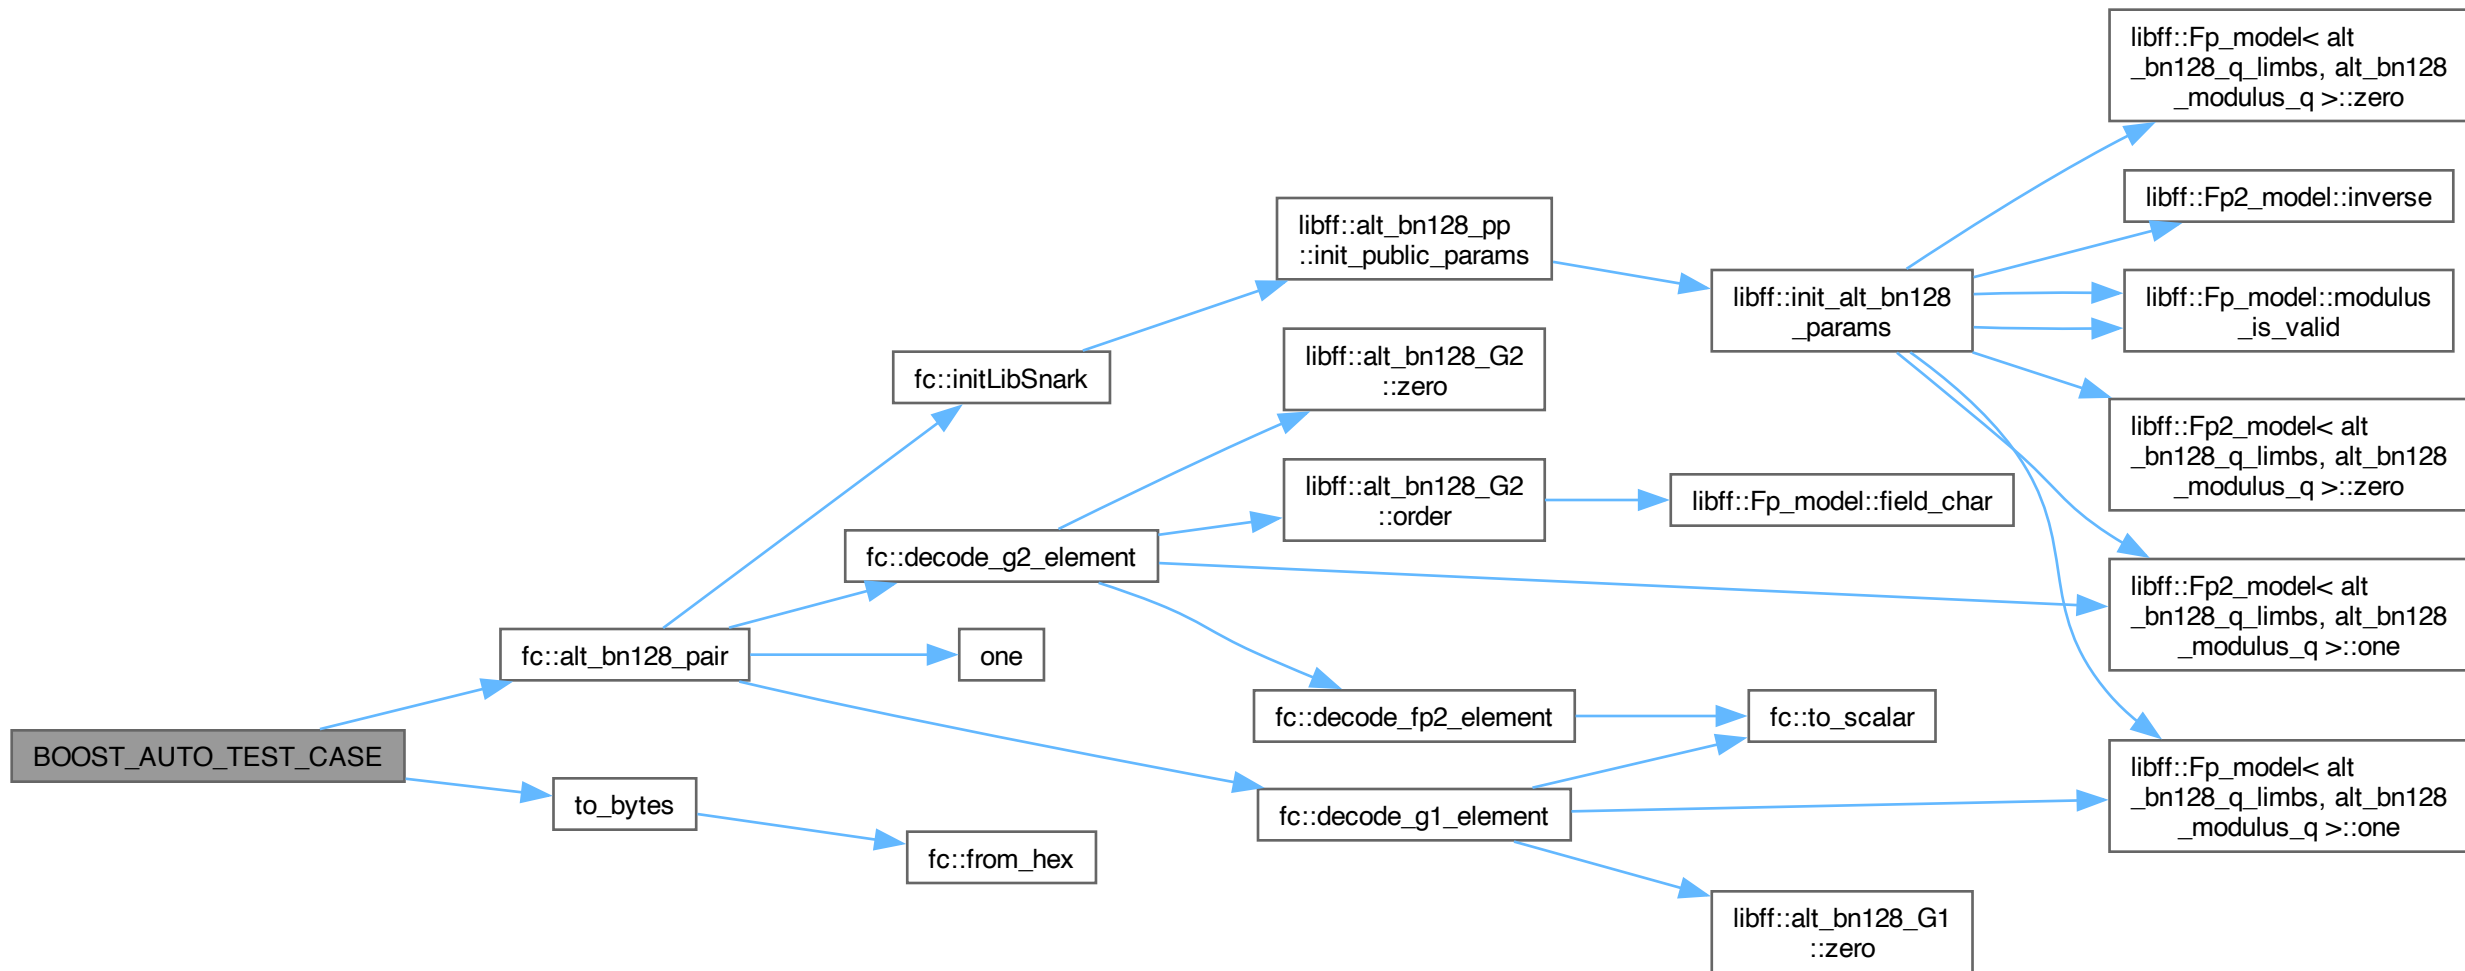 BOOST_AUTO_TEST_CASE
fc::alt_bn128_pair
to_bytes
fc::from_hex
fc::initLibSnark
fc::decode_g2_element
one
fc::decode_g1_element
libff::alt_bn128_pp
::init_public_params
libff::alt_bn128_G2
::zero
libff::alt_bn128_G2
::order
fc::decode_fp2_element
libff::init_alt_bn128
_params
libff::Fp_model::field_char
fc::to_scalar
libff::alt_bn128_G1
::zero
libff::Fp_model< alt
_bn128_q_limbs, alt_bn128
_modulus_q >::zero
libff::Fp2_model::inverse
libff::Fp_model::modulus
_is_valid
libff::Fp2_model< alt
_bn128_q_limbs, alt_bn128
_modulus_q >::zero
libff::Fp2_model< alt
_bn128_q_limbs, alt_bn128
_modulus_q >::one
libff::Fp_model< alt
_bn128_q_limbs, alt_bn128
_modulus_q >::one